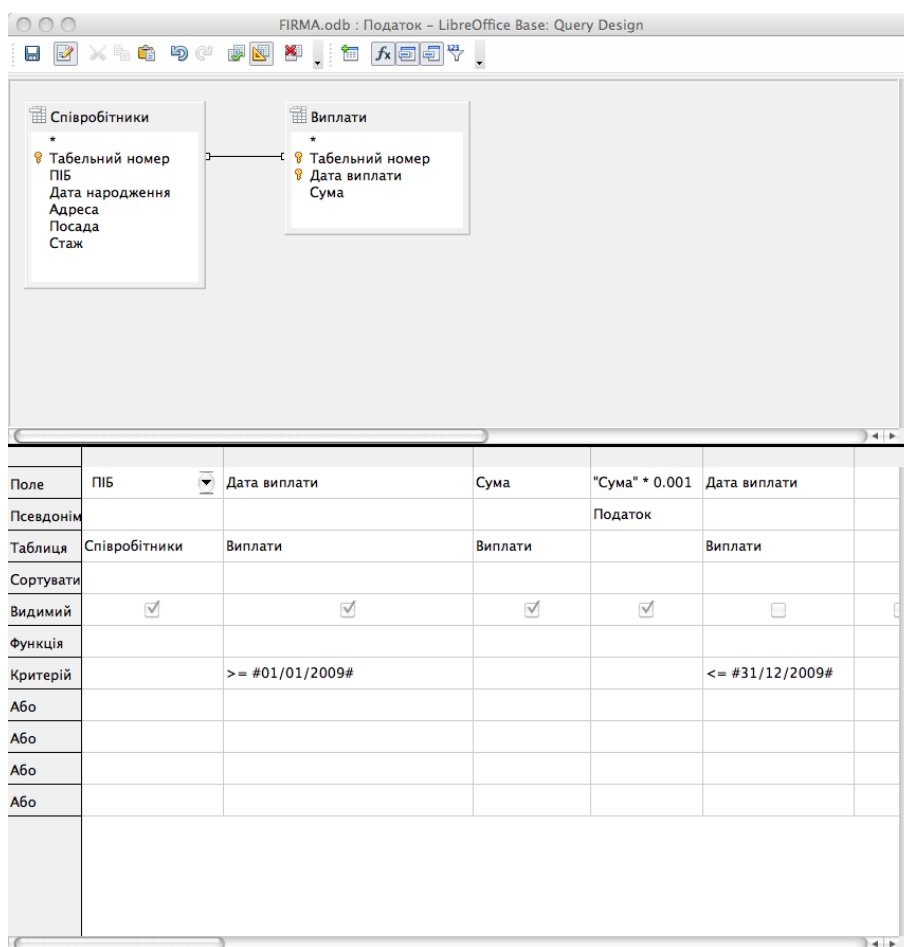 FIRMA.odb : Податок – LibreOffice Base: Query Design
fx 123
Співробітники
*
Табельний номер
ПІБ
Дата народження
Адреса
Посада
Стаж
Виплати
*
Табельний номер
Дата виплати
Сума
Поле ПІБ Дата виплати Сума "Сума" * 0.001 Дата виплати
Псевдонім Податок
Таблиця Співробітники Виплати Виплати Виплати
Сортувати
Видимий
Функція
Критерій >= #01/01/2009# <= #31/12/2009#
Або
Або
Або
Або